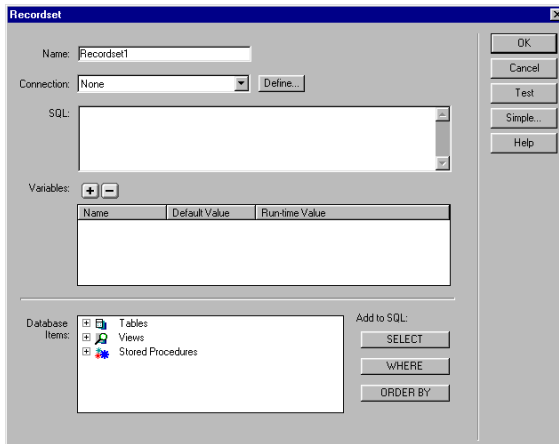 Recordset
Name: Recordset1
Connection: None Define...
SQL:
Variables:
Name Default Value Run-time Value
Database Items:
Tables
Views
Stored Procedures
Add to SQL:
SELECT
WHERE
ORDER BY
OK
Cancel
Test
Simple...
Help